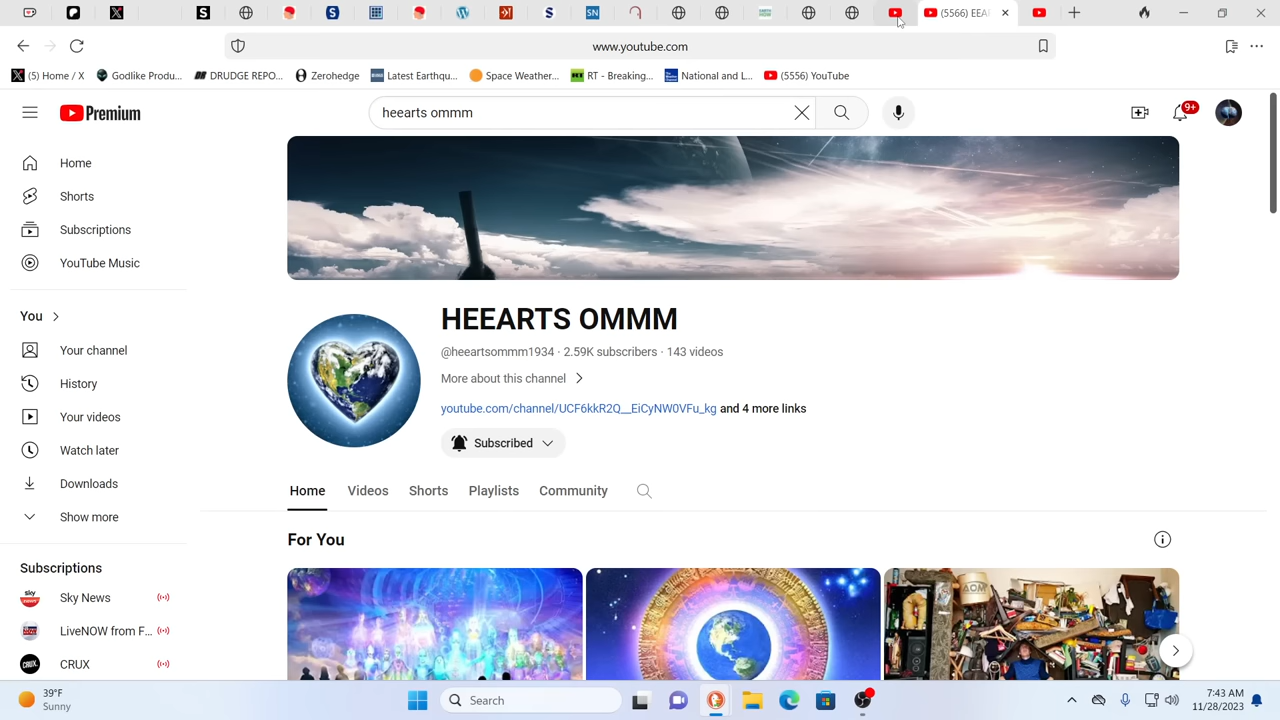 (5566) EEA
www.youtube.com
(5) Home / X
Godlike Produ...
DRUDGE REPO...
Zerohedge
Latest Earthqu...
Space Weather...
RT - Breaking...
National and L...
(5556) YouTube
Premium
heearts ommm
9+
Home
Shorts
Subscriptions
YouTube Music
You
Your channel
History
Your videos
Watch later
Downloads
Show more
Subscriptions
Sky News
LiveNOW from F...
CRUX
HEEARTS OMMM
@heeartsommm1934 · 2.59K subscribers · 143 videos
More about this channel
youtube.com/channel/UCF6kkR2Q__EiCyNW0VFu_kg and 4 more links
Subscribed
Home Videos Shorts Playlists Community
For You
AOM
39°F
Sunny
Search
7:43 AM
11/28/2023